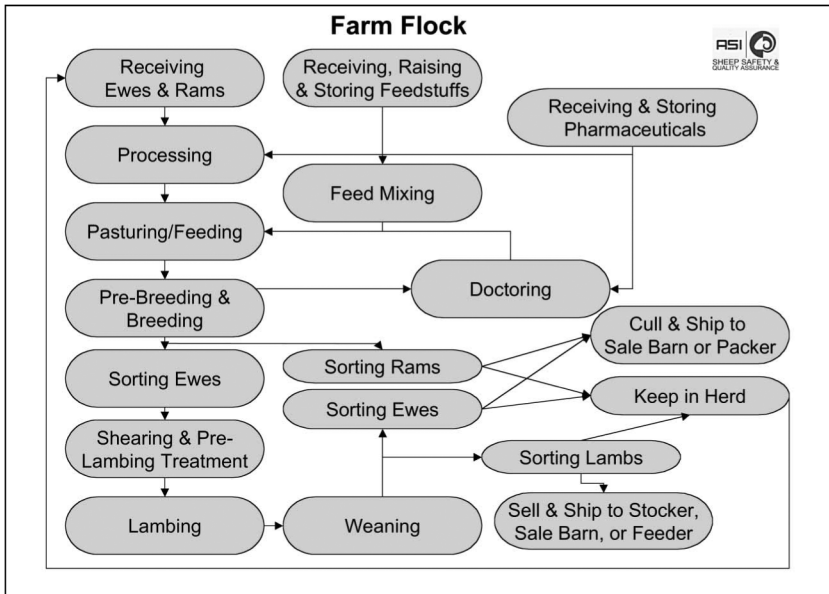 Farm Flock
ASI
SHEEP SAFETY &
QUALITY ASSURANCE
Receiving
Ewes & Rams
Receiving, Raising
& Storing Feedstuffs
Receiving & Storing
Pharmaceuticals
Processing
Feed Mixing
Pasturing/Feeding
Doctoring
Pre-Breeding &
Breeding
Cull & Ship to
Sale Barn or Packer
Sorting Rams
Sorting Ewes
Keep in Herd
Sorting Ewes
Shearing & Pre-
Lambing Treatment
Sorting Lambs
Lambing
Weaning
Sell & Ship to Stocker,
Sale Barn, or Feeder